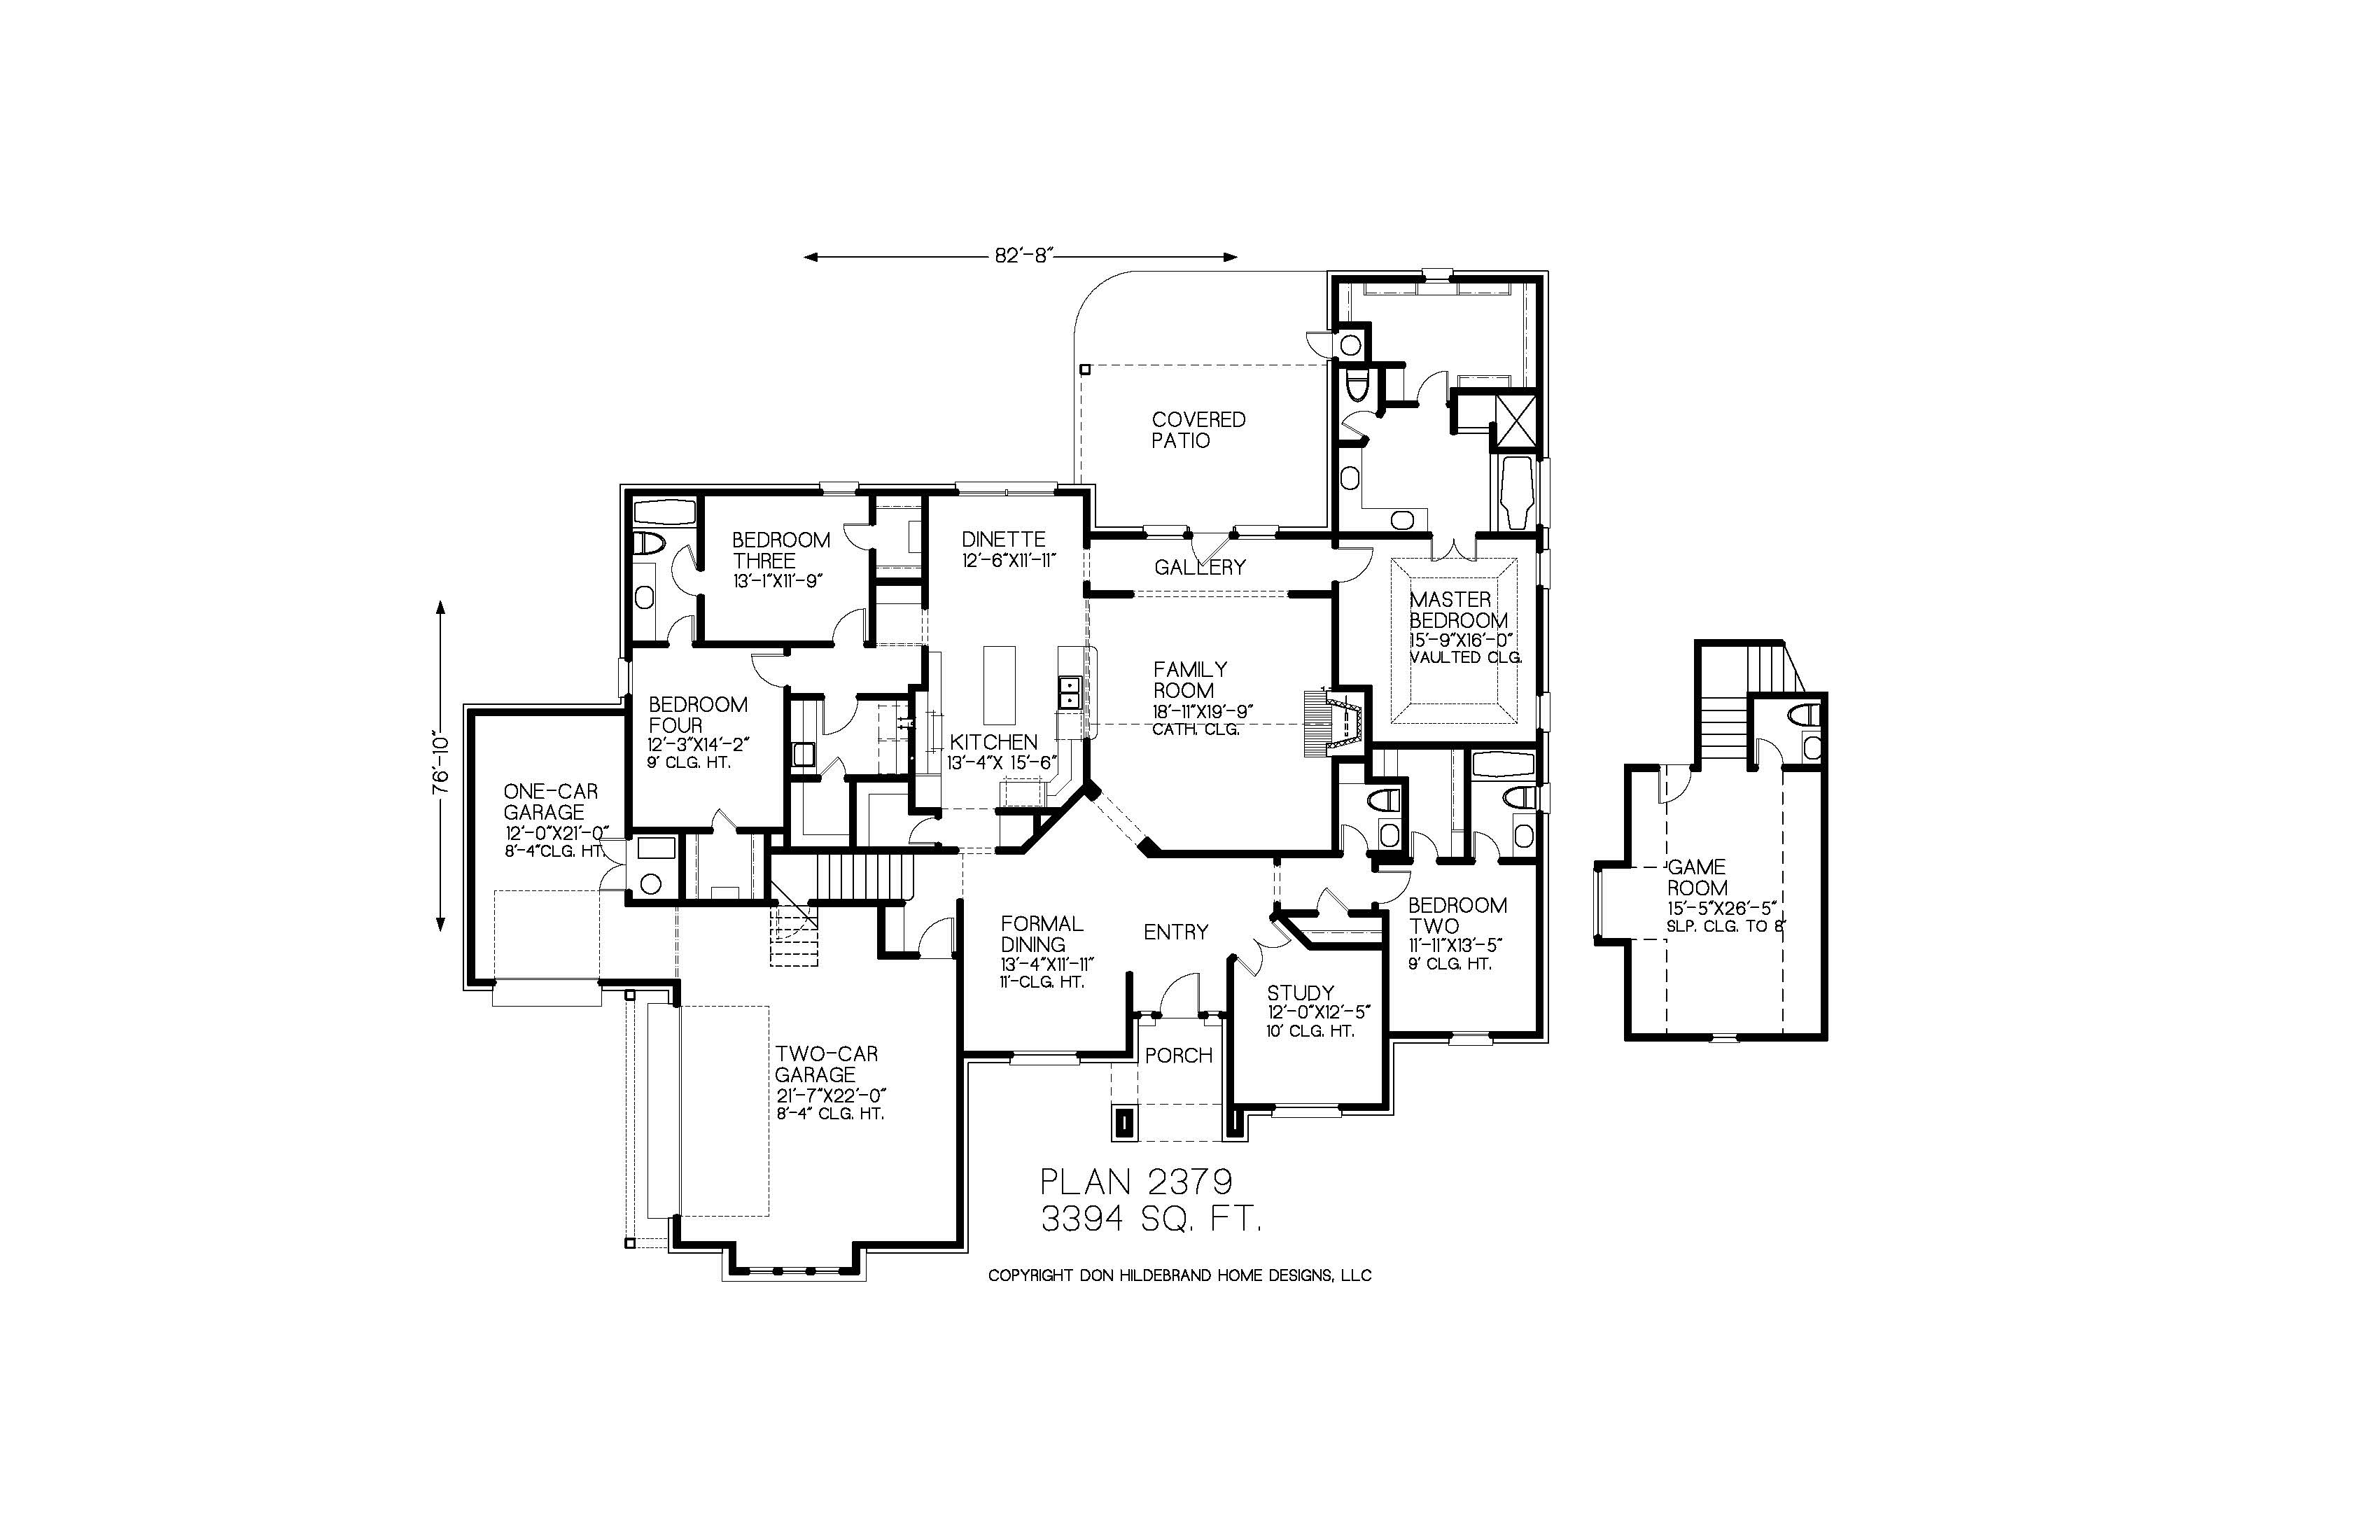 82'-8"
COVERED
PATIO
BEDROOM
THREE
13'-1"X11'-9"
DINETTE
12'-6"X11'-11"
GALLERY
MASTER
BEDROOM
15'-9"X16'-0"
VAULTED CLG.
FAMILY
ROOM
18'-11"X19'-9"
CATH. CLG.
BEDROOM
FOUR
12'-3"X14'-2"
9' CLG. HT.
KITCHEN
13'-4"X 15'-6"
76'-10"
ONE-CAR
GARAGE
12'-0"X21'-0"
8'-4"CLG. HT.
GAME
ROOM
15'-5"X26'-5"
SLP. CLG. TO 8'
BEDROOM
TWO
11'-11"X13'-5"
9' CLG. HT.
FORMAL
DINING
13'-4"X11'-11"
11'-CLG. HT.
ENTRY
STUDY
12'-0"X12'-5"
10' CLG. HT.
TWO-CAR
GARAGE
21'-7"X22'-0"
8'-4" CLG. HT.
PORCH
PLAN 2379
3394 SQ. FT.
COPYRIGHT DON HILDEBRAND HOME DESIGNS, LLC